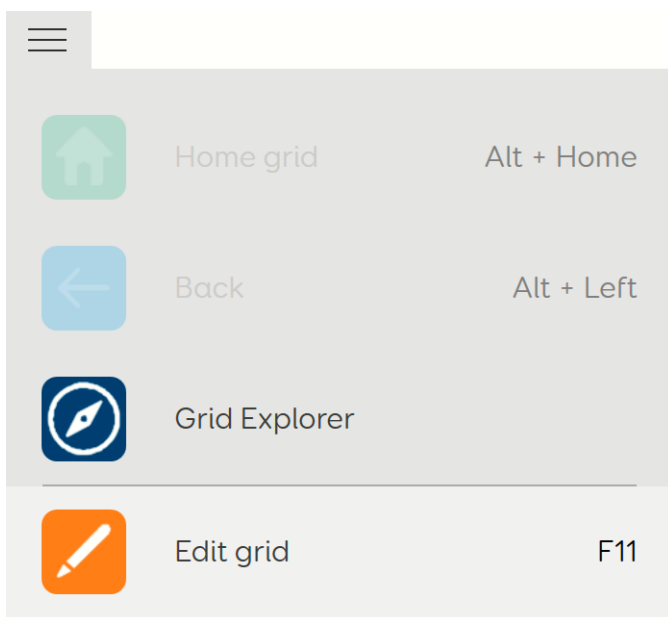 Home grid Alt + Home
Back Alt + Left
Grid Explorer
Edit grid F11